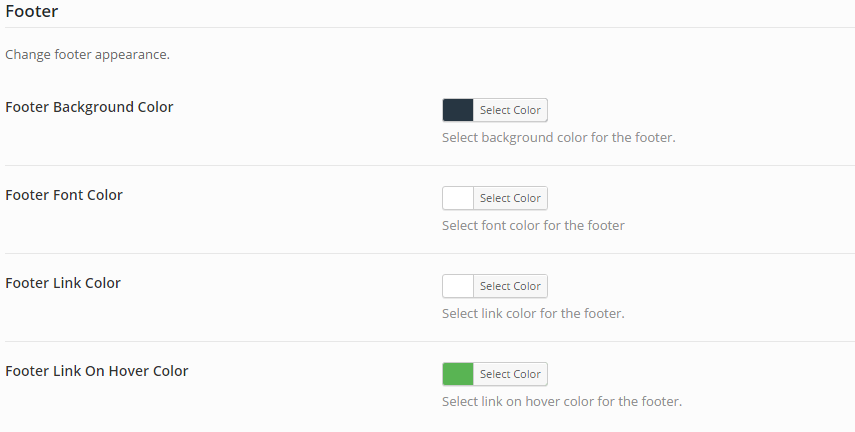 Footer
Change footer appearance.
Footer Background Color
Select Color
Select background color for the footer.
Footer Font Color
Select Color
Select font color for the footer
Footer Link Color
Select Color
Select link color for the footer.
Footer Link On Hover Color
Select Color
Select link on hover color for the footer.